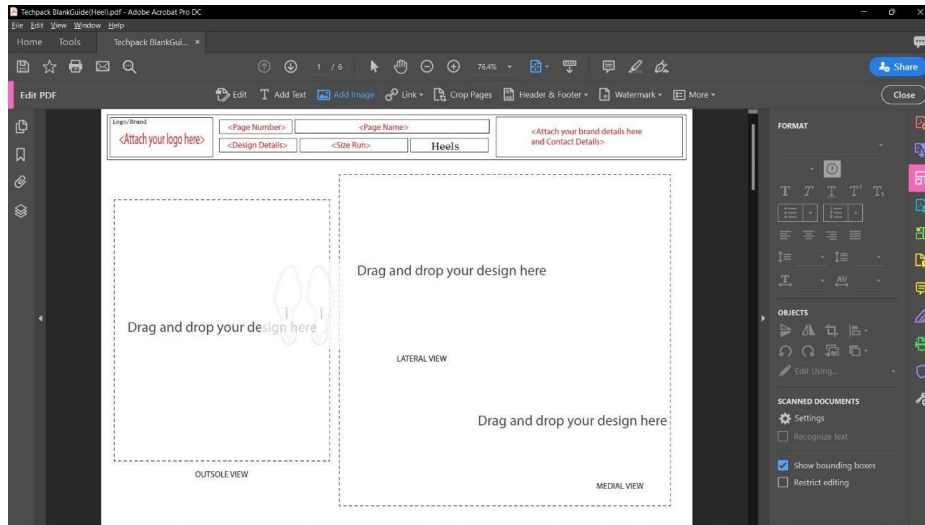 Techpack BlankGuide(Heel).pdf - Adobe Acrobat Pro DC
File Edit View Window Help
Home Tools Techpack BlankGui... ×
1 / 6 76.4%
Share
Edit PDF
Edit Add Text Add Image Link Crop Pages Header & Footer Watermark More
Close
Logo/Brand
<Attach your logo here>
<Page Number> <Page Name>
<Design Details> <Size Run> Heels
<Attach your brand details here
and Contact Details>
Drag and drop your design here
OUTSOLE VIEW
Drag and drop your design here
LATERAL VIEW
Drag and drop your design here
MEDIAL VIEW
FORMAT
OBJECTS
Edit Using...
SCANNED DOCUMENTS
Settings
Recognize text
Show bounding boxes
Restrict editing